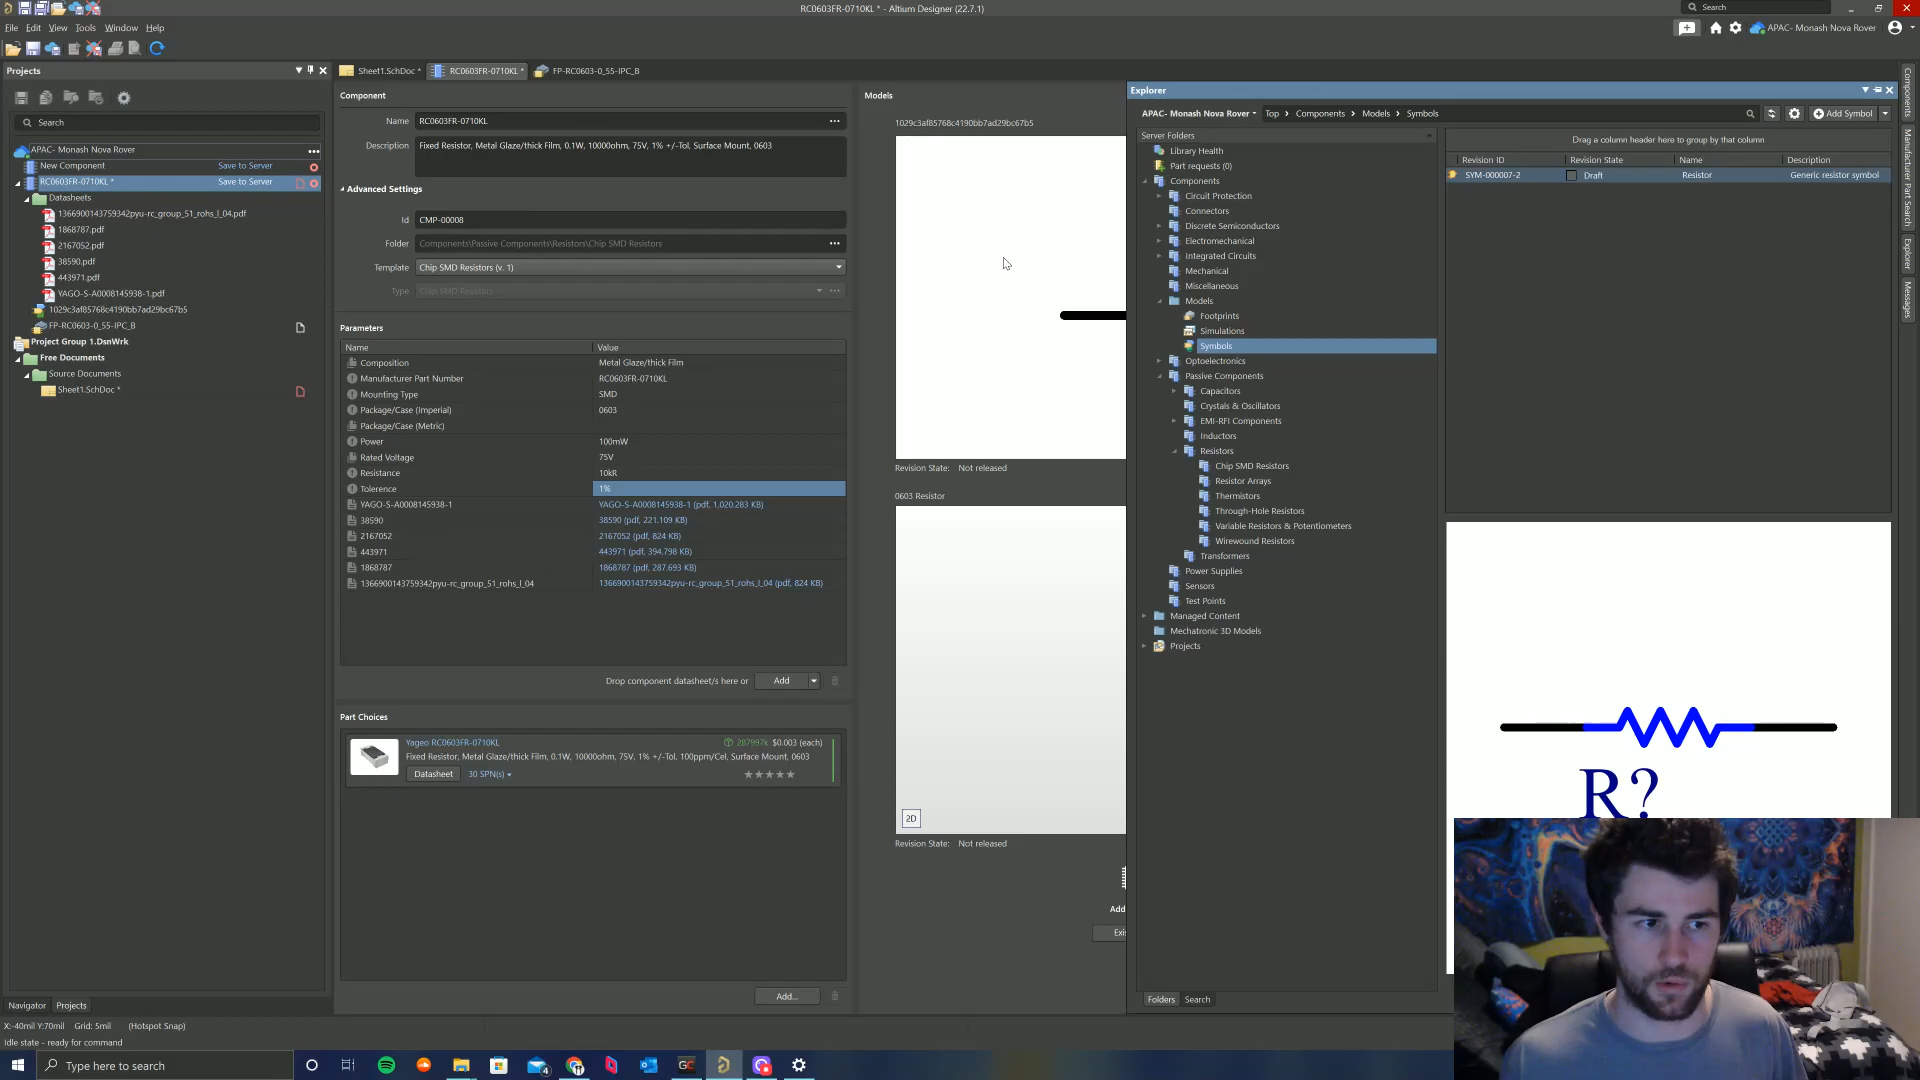 RC0603FR-0710KL * - Altium Designer (22.7.1)
Search
File Edit View Tools Window Help
APAC- Monash Nova Rover
Projects
Search
APAC- Monash Nova Rover
New Component Save to Server
RC0603FR-0710KL * Save to Server
Datasheets
1366900143759342pyu-rc_group_51_rohs_l_04.pdf
1868787.pdf
2167052.pdf
38590.pdf
443971.pdf
YAGO-S-A0008145938-1.pdf
1029c3af85768c4190bb7ad29bc67b5
FP-RC0603-0_55-IPC_B
Project Group 1.DsnWrk
Free Documents
Source Documents
Sheet1.SchDoc *
Navigator Projects
Sheet1.SchDoc * RC0603FR-0710KL * FP-RC0603-0_55-IPC_B
Component
Name RC0603FR-0710KL
Description Fixed Resistor, Metal Glaze/thick Film, 0.1W, 10000ohm, 75V, 1% +/-Tol, Surface Mount, 0603
Advanced Settings
Id CMP-00008
Folder Components\Passive Components\Resistors\Chip SMD Resistors
Template Chip SMD Resistors (v. 1)
Type Chip SMD Resistors
Parameters
Name Value
Composition Metal Glaze/thick Film
Manufacturer Part Number RC0603FR-0710KL
Mounting Type SMD
Package/Case (Imperial) 0603
Package/Case (Metric)
Power 100mW
Rated Voltage 75V
Resistance 10kR
Tolerence 1%
YAGO-S-A0008145938-1 YAGO-S-A0008145938-1 (pdf, 1,020.283 KB)
38590 38590 (pdf, 221.109 KB)
2167052 2167052 (pdf, 824 KB)
443971 443971 (pdf, 394.798 KB)
1868787 1868787 (pdf, 287.693 KB)
1366900143759342pyu-rc_group_51_rohs_l_04 1366900143759342pyu-rc_group_51_rohs_l_04 (pdf, 824 KB)
Drop component datasheet/s here or Add
Part Choices
Yageo RC0603FR-0710KL 287997k $0.003 (each)
Fixed Resistor, Metal Glaze/thick Film, 0.1W, 10000ohm, 75V, 1% +/-Tol, 100ppm/Cel, Surface Mount, 0603
Datasheet 30 SPN(s)
Add...
Models
1029c3af85768c4190bb7ad29bc67b5
Revision State: Not released
0603 Resistor
2D
Revision State: Not released
Add
Exis
Explorer
APAC- Monash Nova Rover Top Components Models Symbols
Add Symbol
Server Folders
Library Health
Part requests (0)
Components
Circuit Protection
Connectors
Discrete Semiconductors
Electromechanical
Integrated Circuits
Mechanical
Miscellaneous
Models
Footprints
Simulations
Symbols
Optoelectronics
Passive Components
Capacitors
Crystals & Oscillators
EMI-RFI Components
Inductors
Resistors
Chip SMD Resistors
Resistor Arrays
Thermistors
Through-Hole Resistors
Variable Resistors & Potentiometers
Wirewound Resistors
Transformers
Power Supplies
Sensors
Test Points
Managed Content
Mechatronic 3D Models
Projects
Folders Search
Drag a column header here to group by that column
Revision ID Revision State Name Description
SYM-000007-2 Draft Resistor Generic resistor symbol
R?
Components
Manufacturer Part Search
Explorer
Messages
X:-40mil Y:70mil Grid: 5mil (Hotspot Snap)
Idle state - ready for command
Type here to search
4
GC